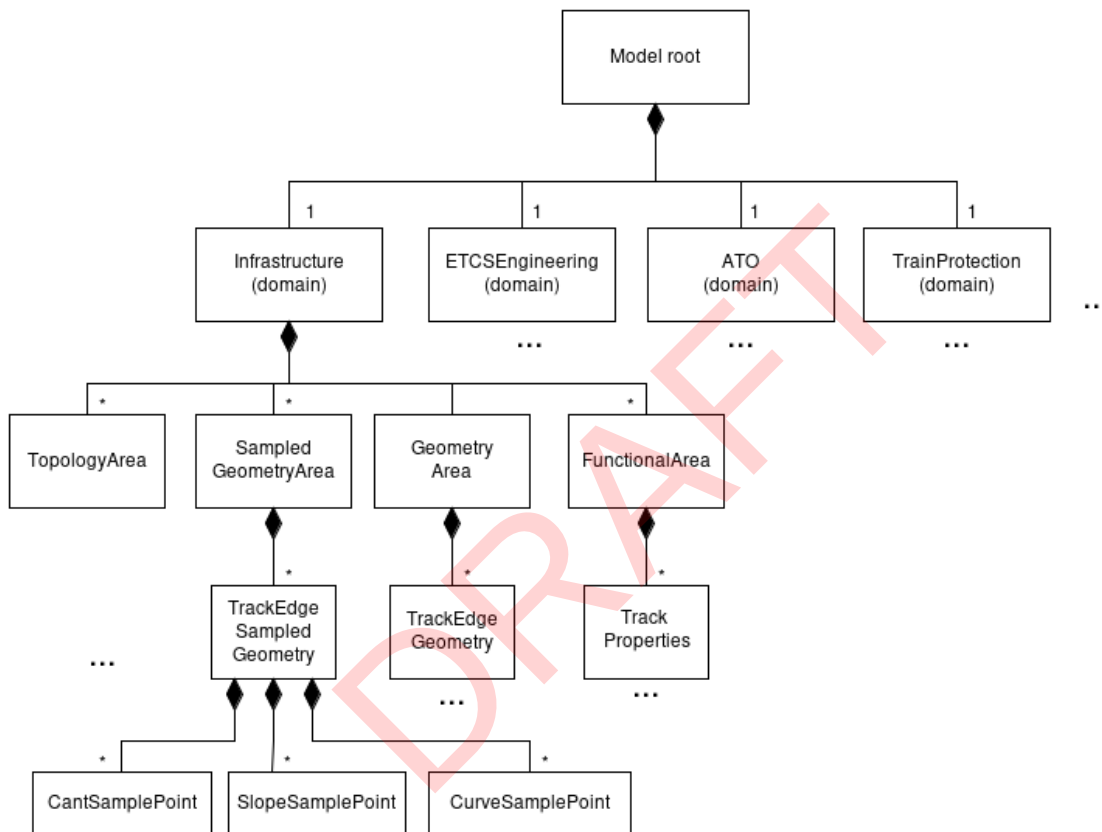 Model root
1
1
1
1
Infrastructure
(domain)
ETCSEngineering
(domain)
ATO
(domain)
TrainProtection
(domain)
...
...
...
...
*
*
*
TopologyArea
Sampled
GeometryArea
Geometry
Area
FunctionalArea
*
*
*
TrackEdge
Sampled
Geometry
TrackEdge
Geometry
Track
Properties
...
...
...
*
*
*
CantSamplePoint
SlopeSamplePoint
CurveSamplePoint
DRAFT